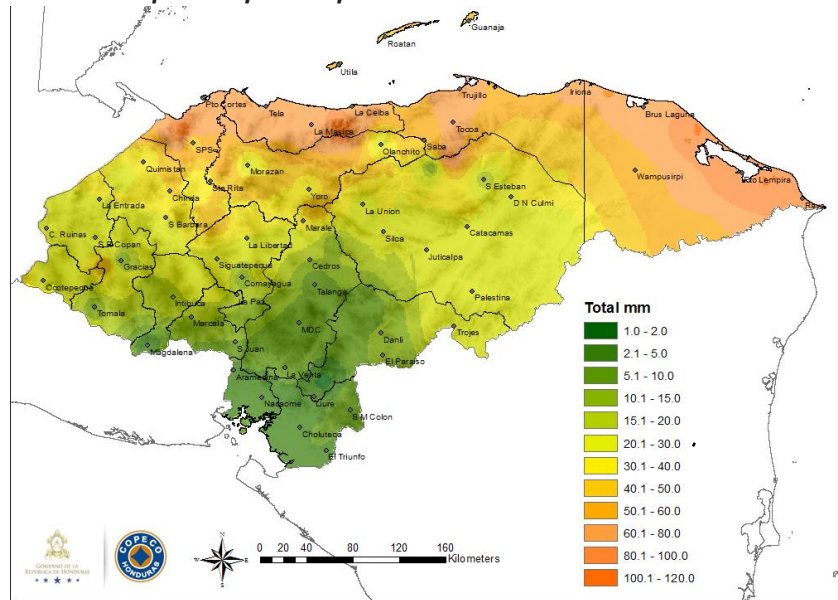 Guanaja
Roatan
Utila
Pto Cortes
Tela
La Ceiba
La Masica
Trujillo
Iriona
Brus Laguna
Tocoa
SPS
Olanchito
Saba
Quimistan
Morazan
Sta Rita
Chinda
Yoro
S Esteban
D N Culmi
Wampusirpi
Pto Lempira
Raya
La Entrada
La Union
S Barbara
Marale
C. Ruinas
S R Copan
La Libertad
Silca
Catacamas
Gracias
Siguatepeque
Cedros
Juticalpa
Ocotepeque
Comayagua
Talanga
Intibuca
La Paz
Palestina
Tomala
Marcala
MDC
Danli
Trojes
Magdalena
S Juan
El Paraiso
Aramecina
La Venta
Nacaome
Liure
S M Colon
Choluteca
El Triunfo
Total mm
1.0 - 2.0
2.1 - 5.0
5.1 - 10.0
10.1 - 15.0
15.1 - 20.0
20.1 - 30.0
30.1 - 40.0
40.1 - 50.0
50.1 - 60.0
60.1 - 80.0
80.1 - 100.0
100.1 - 120.0
GOBIERNO DE LA
REPÚBLICA DE HONDURAS
COPECO
HONDURAS
N
W
E
S
0 20 40 80 120 160
Kilometers